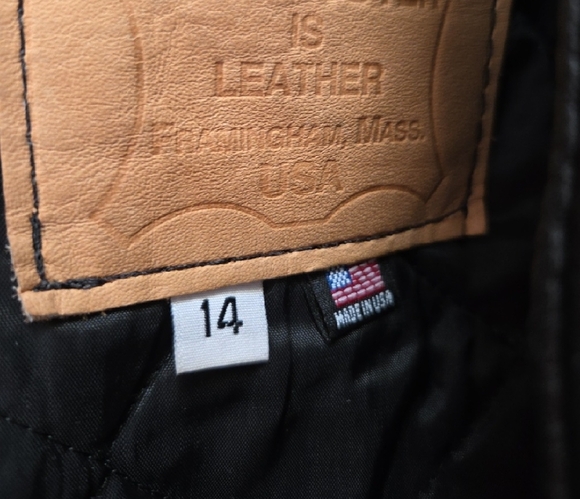 IS
LEATHER
FRAMINGHAM, MASS.
USA
14
MADE IN USA